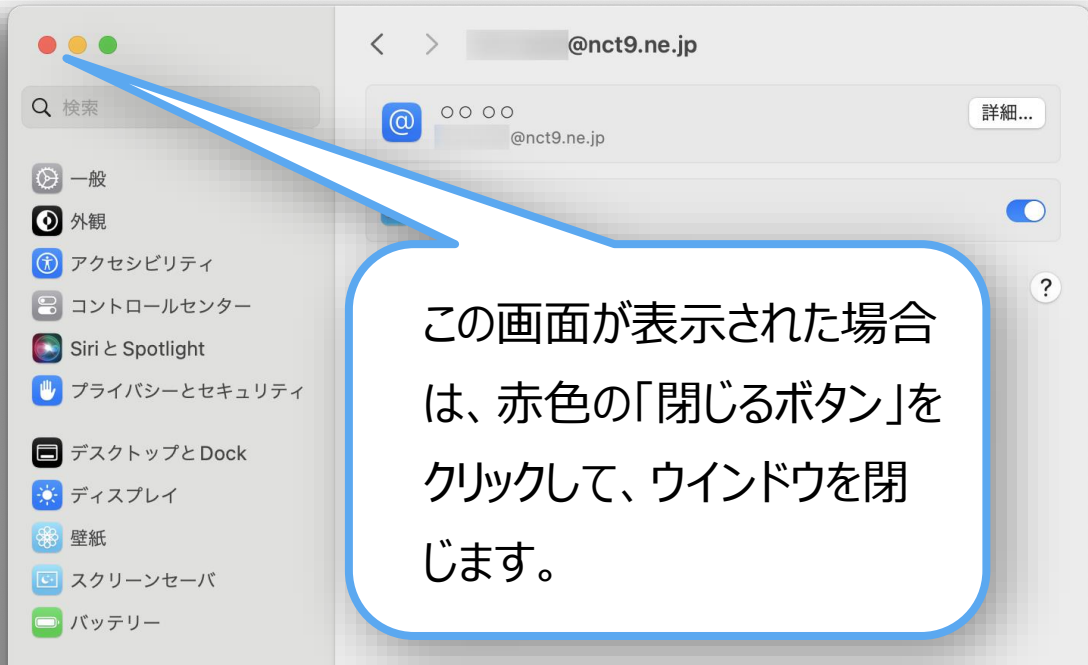 @nct9.ne.jp
検索
○○ ○○
@nct9.ne.jp
詳細...
一般
外観
アクセシビリティ
コントロールセンター
Siri と Spotlight
プライバシーとセキュリティ
デスクトップと Dock
ディスプレイ
壁紙
スクリーンセーバ
バッテリー
?
この画面が表示された場合
は、赤色の「閉じるボタン」を
クリックして、ウインドウを閉
じます。